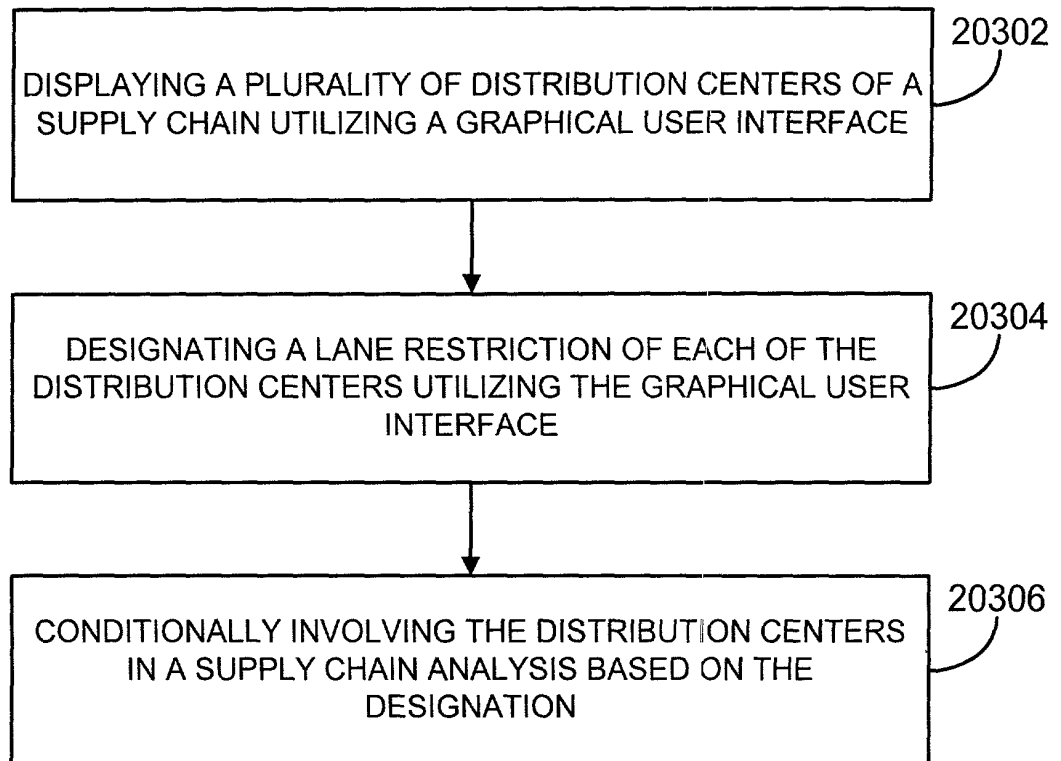 20302
DISPLAYING A PLURALITY OF DISTRIBUTION CENTERS OF A
SUPPLY CHAIN UTILIZING A GRAPHICAL USER INTERFACE
20304
DESIGNATING A LANE RESTRICTION OF EACH OF THE
DISTRIBUTION CENTERS UTILIZING THE GRAPHICAL USER
INTERFACE
20306
CONDITIONALLY INVOLVING THE DISTRIBUTION CENTERS
IN A SUPPLY CHAIN ANALYSIS BASED ON THE
DESIGNATION